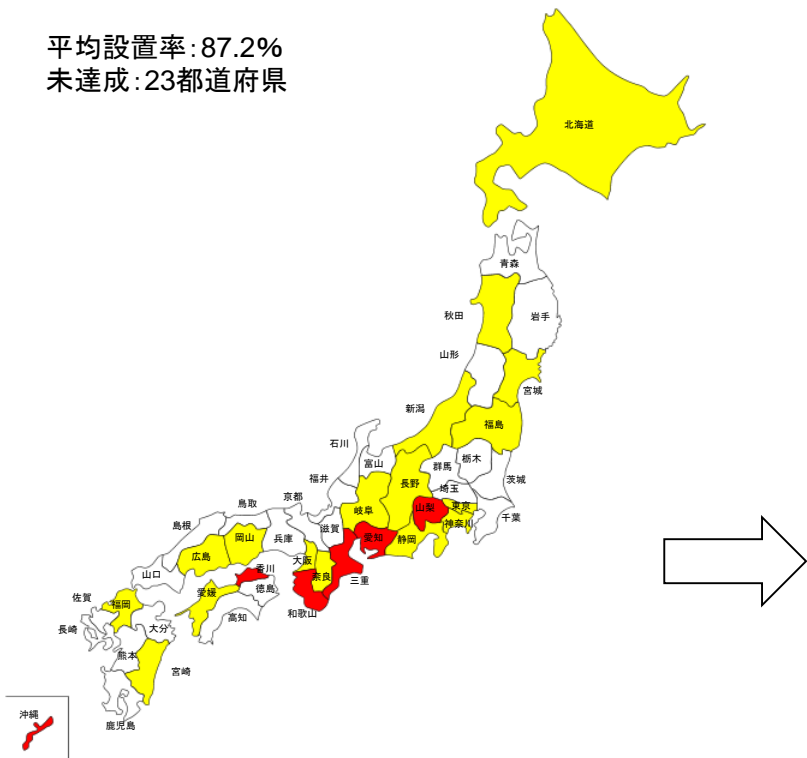 平均設置率:87.2%
未達成:23都道府県
北海道
青森
秋田
岩手
山形
宮城
新潟
福島
石川
富山
群馬
栃木
福井
長野
埼玉
茨城
鳥取
京都
岐阜
山梨
東京
千葉
島根
岡山
兵庫
滋賀
愛知
静岡
神奈川
広島
大阪
山口
香川
奈良
三重
佐賀
福岡
愛媛
徳島
和歌山
長崎
大分
高知
熊本
宮崎
沖縄
鹿児島